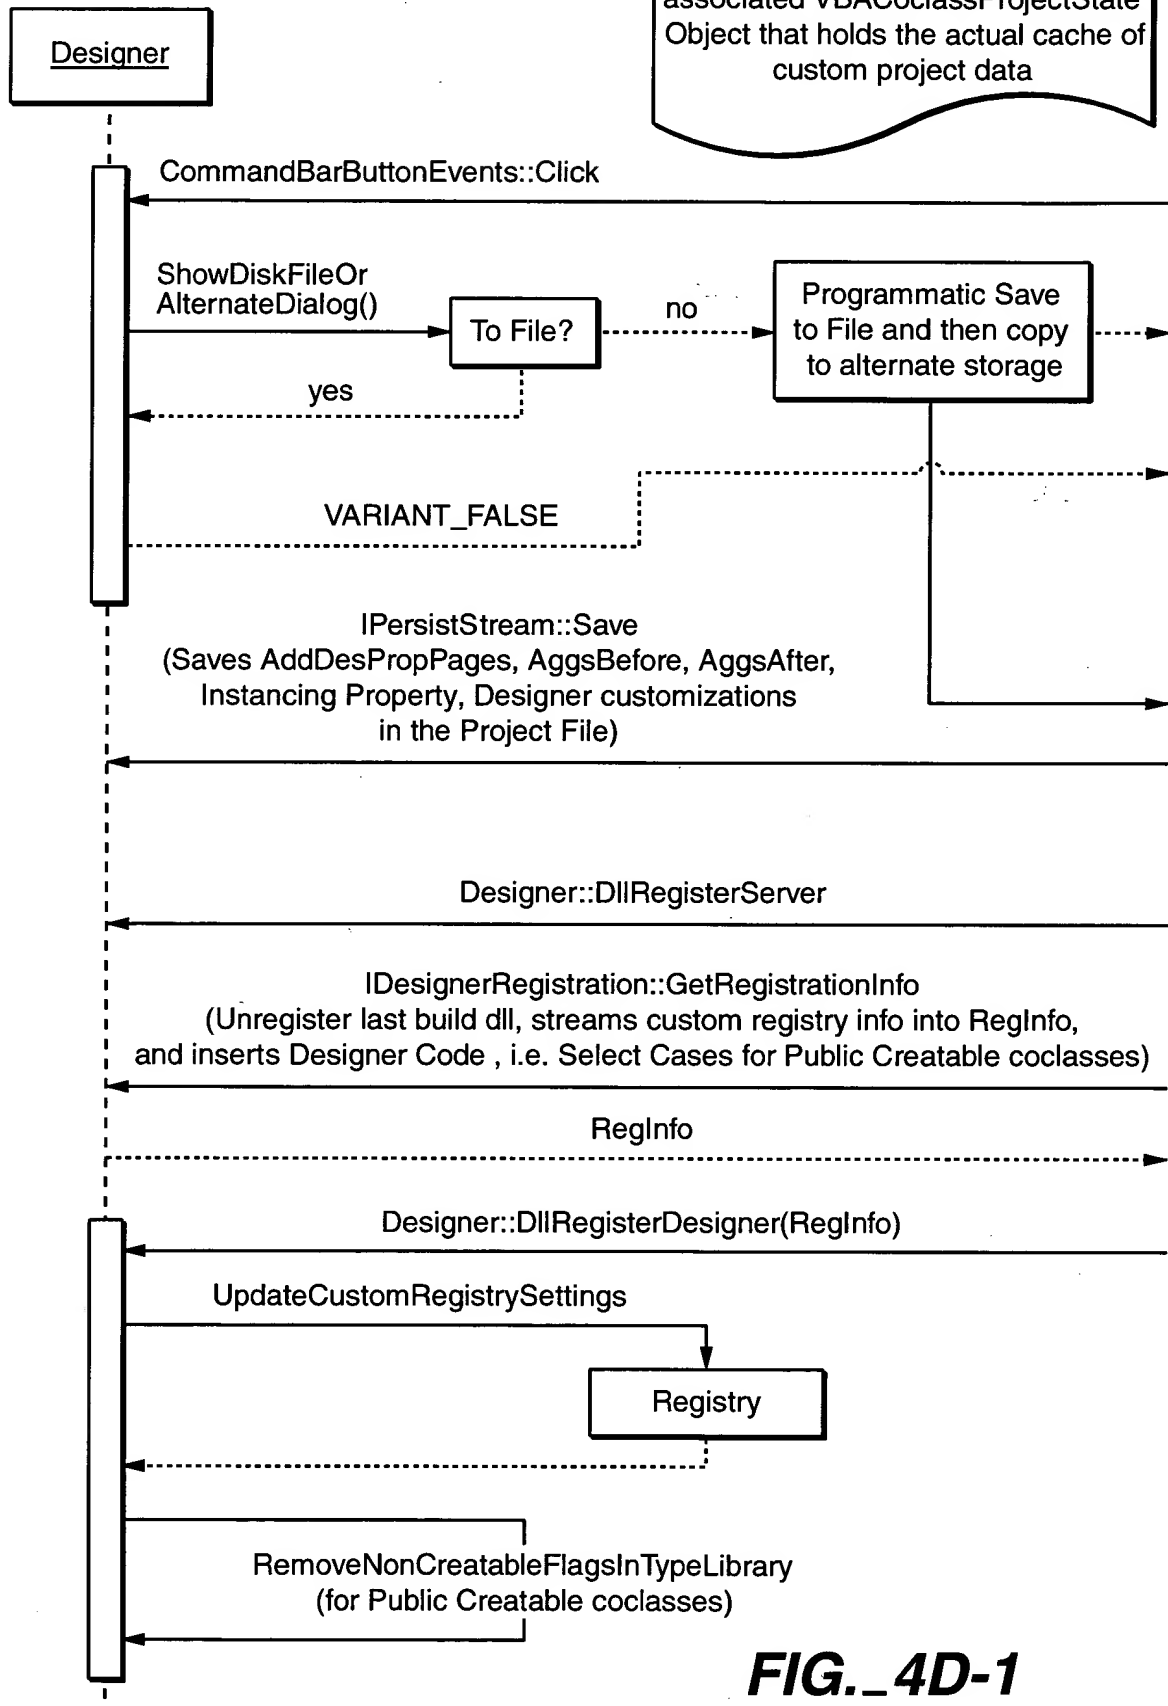 associated VBACoclassProjectState
Object that holds the actual cache of
custom project data
Designer
CommandBarButtonEvents::Click
ShowDiskFileOr
AlternateDialog()
To File?
no
Programmatic Save
to File and then copy
to alternate storage
yes
VARIANT_FALSE
IPersistStream::Save
(Saves AddDesPropPages, AggsBefore, AggsAfter,
Instancing Property, Designer customizations
in the Project File)
Designer::DllRegisterServer
IDesignerRegistration::GetRegistrationInfo
(Unregister last build dll, streams custom registry info into RegInfo,
and inserts Designer Code , i.e. Select Cases for Public Creatable coclasses)
RegInfo
Designer::DllRegisterDesigner(RegInfo)
UpdateCustomRegistrySettings
Registry
RemoveNonCreatableFlagsInTypeLibrary
(for Public Creatable coclasses)
FIG._4D-1